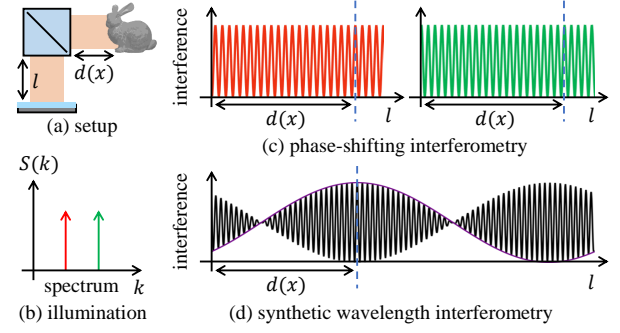 l
d(x)
(a) setup
S(k)
spectrum
k
(b) illumination
interference
d(x)
l
d(x)
l
(c) phase-shifting interferometry
interference
d(x)
l
(d) synthetic wavelength interferometry